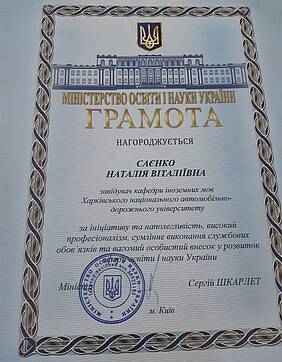 МІНІСТЕРСТВО ОСВІТИ І НАУКИ УКРАЇНИ
ГРАМОТА
НАГОРОДЖУЄТЬСЯ
САЄНКО
НАТАЛІЯ ВІТАЛІЇВНА
завідувач кафедри іноземних мов
Харківського національного автомобільно-
дорожнього університету
за ініціативу та наполегливість, високий
професіоналізм, сумлінне виконання службових
обов'язків та вагомий особистий внесок у розвиток
освіти і науки України
Сергій ШКАРЛЕТ
м. Київ